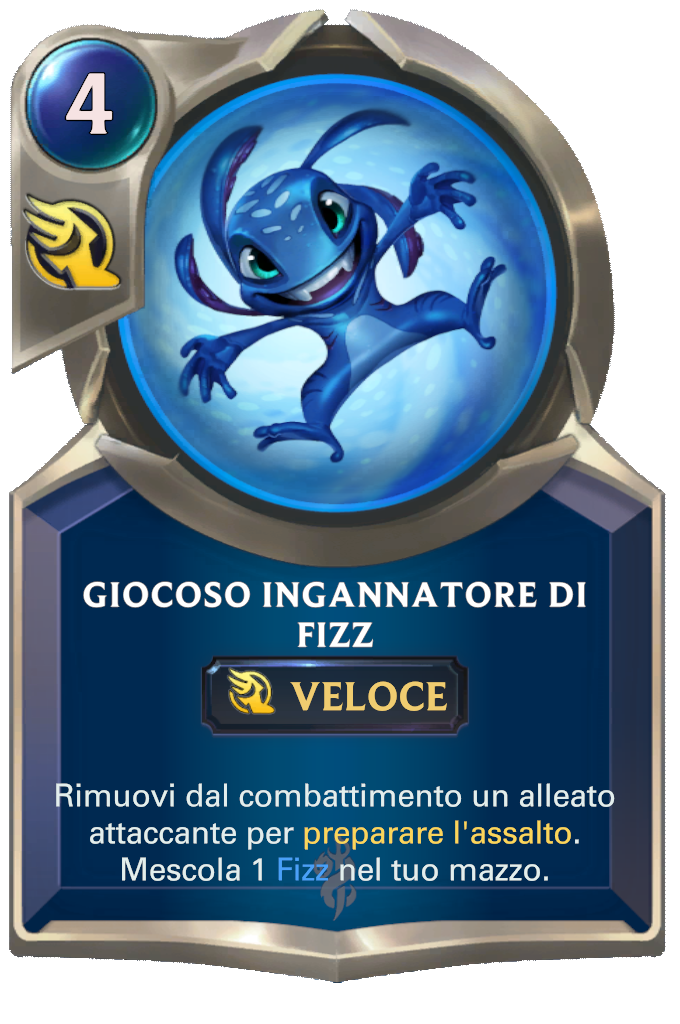 4
GIOCOSO INGANNATORE DI
FIZZ
VELOCE
Rimuovi dal combattimento un alleato
attaccante per preparare l'assalto.
Mescola 1 Fizz nel tuo mazzo.